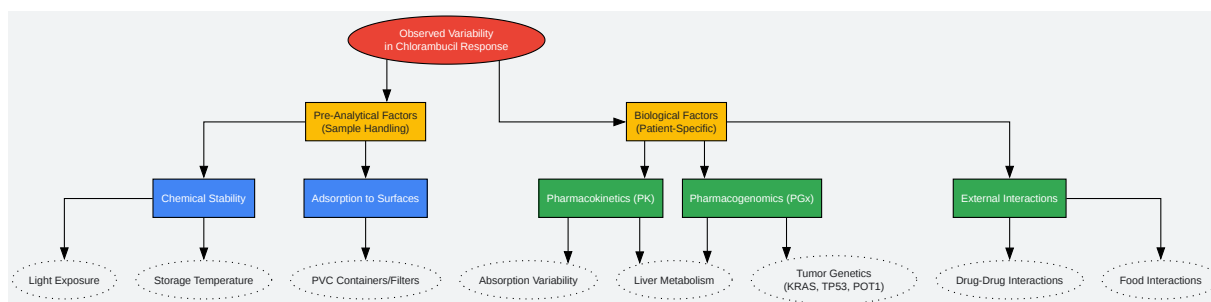 Observed Variability
in Chlorambucil Response
Pre-Analytical Factors
(Sample Handling)
Biological Factors
(Patient-Specific)
Chemical Stability
Adsorption to Surfaces
Pharmacokinetics (PK)
Pharmacogenomics (PGx)
External Interactions
Light Exposure
Storage Temperature
PVC Containers/Filters
Absorption Variability
Liver Metabolism
Tumor Genetics
(KRAS, TP53, POT1)
Drug-Drug Interactions
Food Interactions